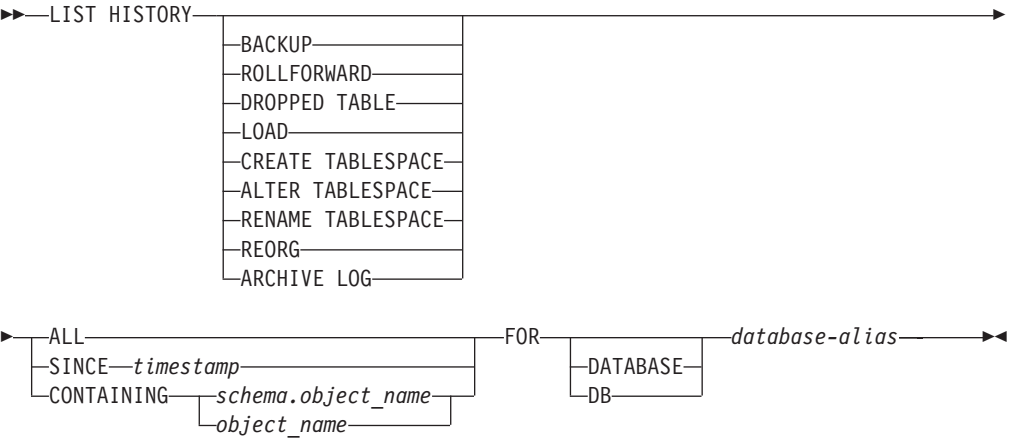 LIST HISTORY
BACKUP
ROLLFORWARD
DROPPED TABLE
LOAD
CREATE TABLESPACE
ALTER TABLESPACE
RENAME TABLESPACE
REORG
ARCHIVE LOG
ALL FOR database-alias
SINCE timestamp DATABASE
CONTAINING schema.object_name DB
object_name